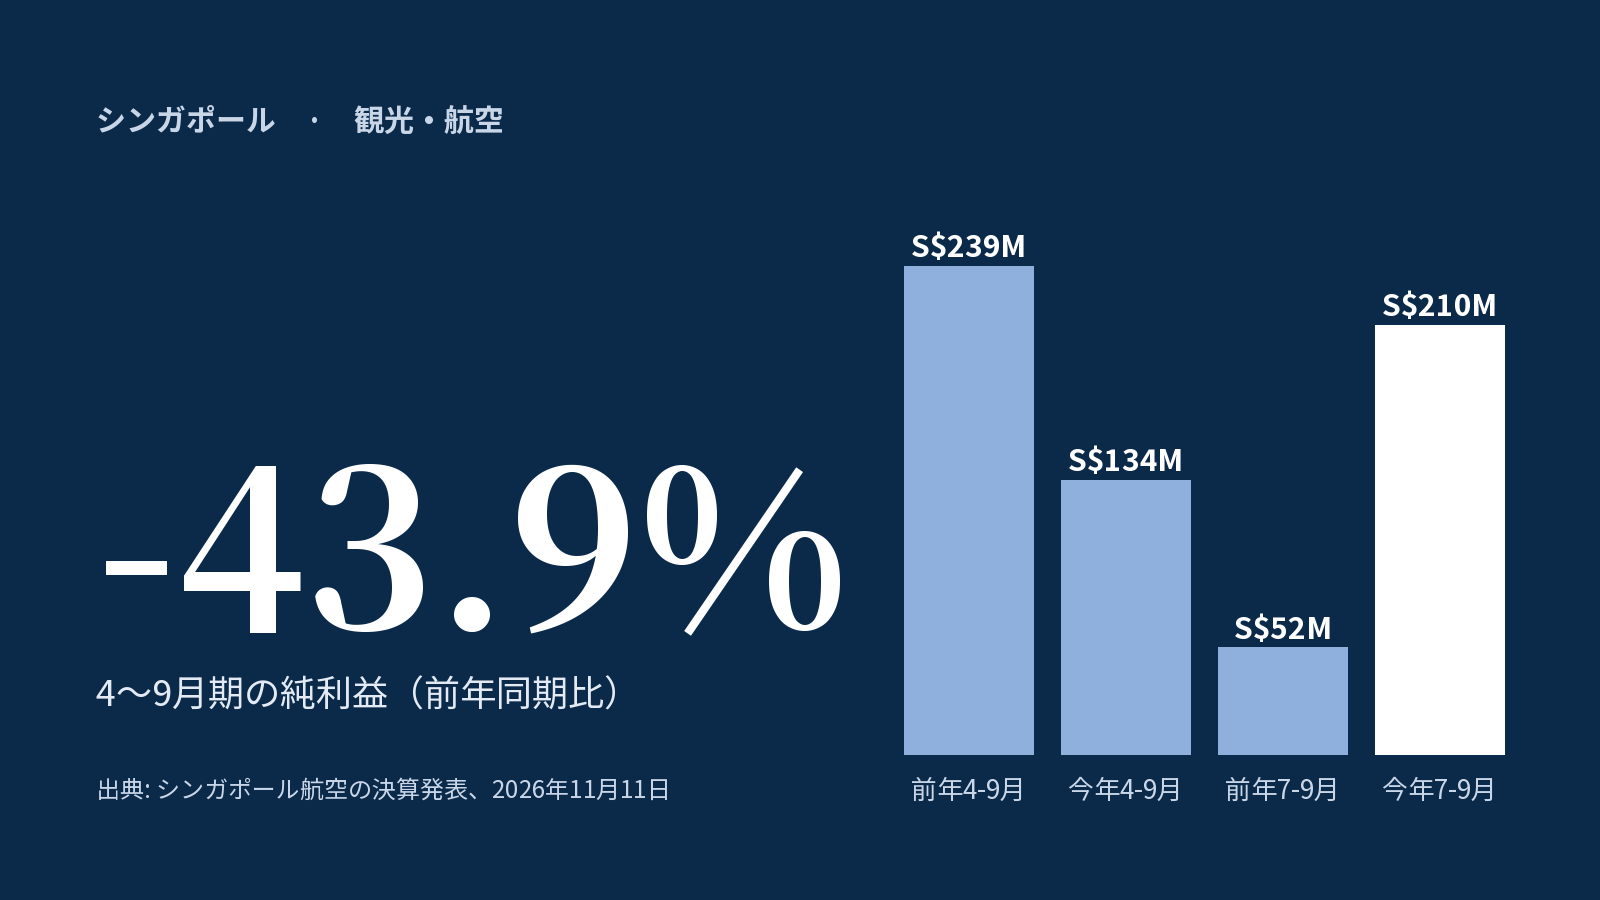 シンガポール · 観光・航空
-43.9%
4〜9月期の純利益（前年同期比）
出典: シンガポール航空の決算発表、2026年11月11日
S$239M
S$134M
S$52M
S$210M
前年4-9月
今年4-9月
前年7-9月
今年7-9月